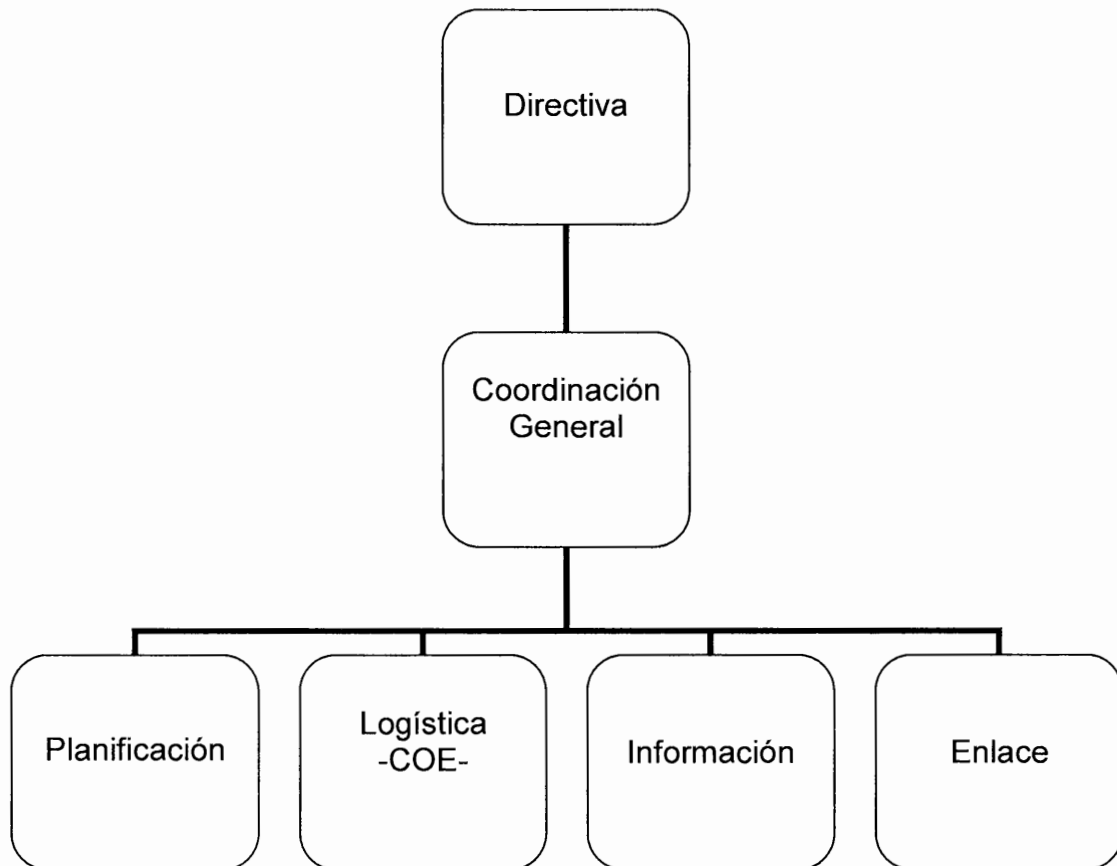 Directiva
Coordinación
General
Planificación
Logística
-COE-
Información
Enlace